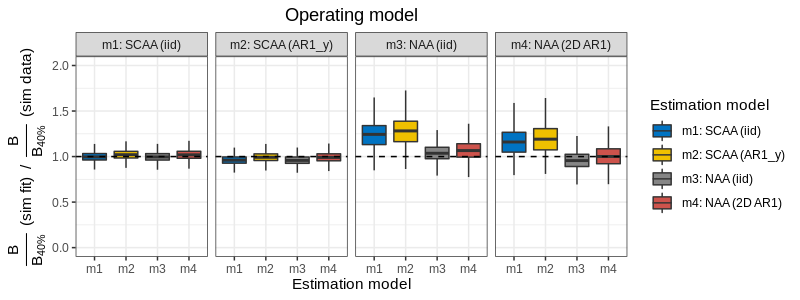 Operating model
m1: SCAA (iid)
m2: SCAA (AR1_y)
m3: NAA (iid)
m4: NAA (2D AR1)
B
B40%
(sim fit) /
B
B40%
(sim data)
2.0
1.5
1.0
0.5
0.0
m1 m2 m3 m4
m1 m2 m3 m4
m1 m2 m3 m4
m1 m2 m3 m4
Estimation model
Estimation model
m1: SCAA (iid)
m2: SCAA (AR1_y)
m3: NAA (iid)
m4: NAA (2D AR1)